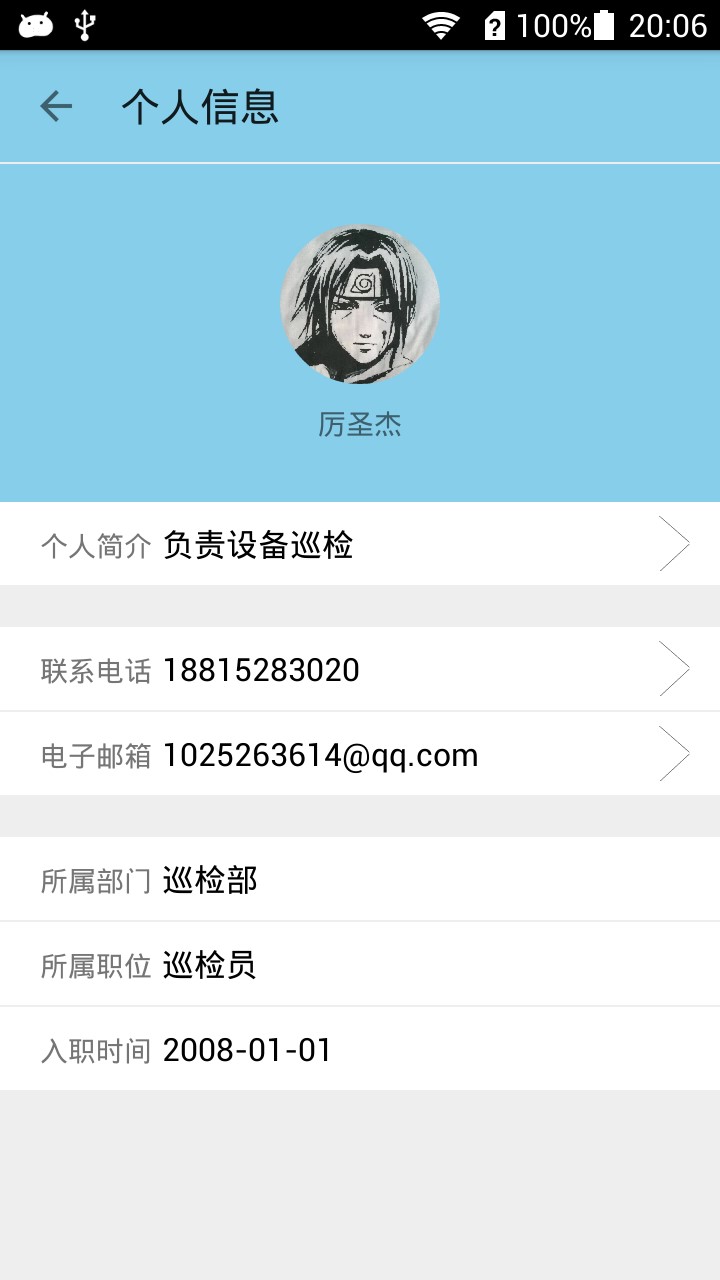 100% 20:06
个人信息
厉圣杰
个人简介 负责设备巡检
联系电话 18815283020
电子邮箱 1025263614@qq.com
所属部门 巡检部
所属职位 巡检员
入职时间 2008-01-01